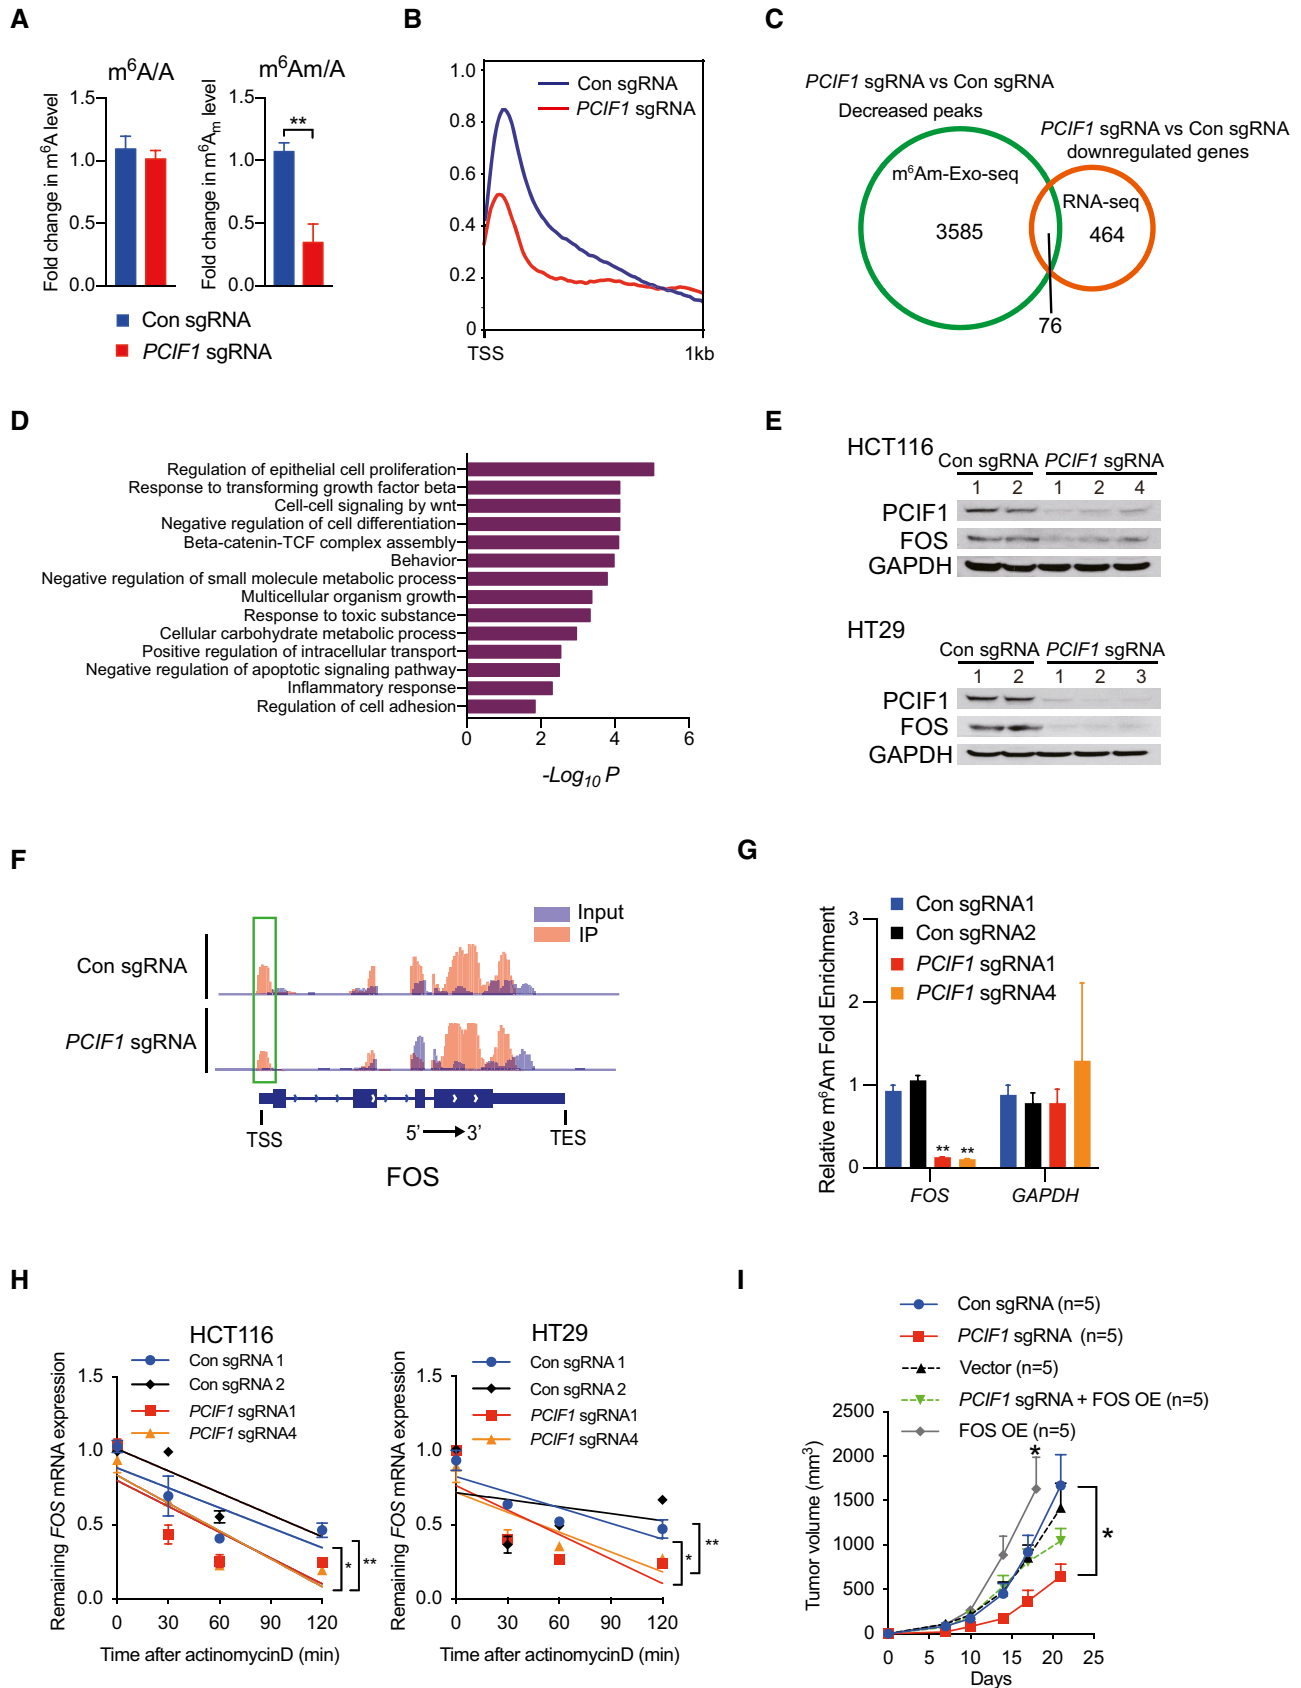 A
m⁶A/A
m⁶Am/A
Fold change in m⁶A level
1.5
1.0
0.5
0.0
Fold change in m⁶Aₘ level
1.5
1.0
0.5
0.0
**
Con sgRNA
PCIF1 sgRNA
B
1.0
0.8
0.6
0.4
0.2
0
Con sgRNA
PCIF1 sgRNA
TSS
1kb
C
PCIF1 sgRNA vs Con sgRNA
Decreased peaks
PCIF1 sgRNA vs Con sgRNA
downregulated genes
m⁶Am-Exo-seq
RNA-seq
3585
464
76
D
Regulation of epithelial cell proliferation
Response to transforming growth factor beta
Cell-cell signaling by wnt
Negative regulation of cell differentiation
Beta-catenin-TCF complex assembly
Behavior
Negative regulation of small molecule metabolic process
Multicellular organism growth
Response to toxic substance
Cellular carbohydrate metabolic process
Positive regulation of intracellular transport
Negative regulation of apoptotic signaling pathway
Inflammatory response
Regulation of cell adhesion
0 2 4 6
-Log₁₀ P
E
HCT116
Con sgRNA PCIF1 sgRNA
1 2 1 2 4
PCIF1
FOS
GAPDH
HT29
Con sgRNA PCIF1 sgRNA
1 2 1 2 3
PCIF1
FOS
GAPDH
F
Input
IP
Con sgRNA
PCIF1 sgRNA
TSS
5’ 3’
TES
FOS
G
Con sgRNA1
Con sgRNA2
PCIF1 sgRNA1
PCIF1 sgRNA4
Relative m⁶Am Fold Enrichment
3
2
1
0
** **
FOS
GAPDH
H
HCT116
Con sgRNA 1
Con sgRNA 2
PCIF1 sgRNA1
PCIF1 sgRNA4
Remaining FOS mRNA expression
1.5
1.0
0.5
0.0
* **
0 30 60 90 120
Time after actinomycinD (min)
HT29
Con sgRNA 1
Con sgRNA 2
PCIF1 sgRNA1
PCIF1 sgRNA4
Remaining FOS mRNA expression
1.5
1.0
0.5
0.0
* **
0 30 60 90 120
Time after actinomycinD (min)
I
Con sgRNA (n=5)
PCIF1 sgRNA (n=5)
Vector (n=5)
PCIF1 sgRNA + FOS OE (n=5)
FOS OE (n=5)
Tumor volume (mm³)
2500
2000
1500
1000
500
0
*
*
0 5 10 15 20 25
Days